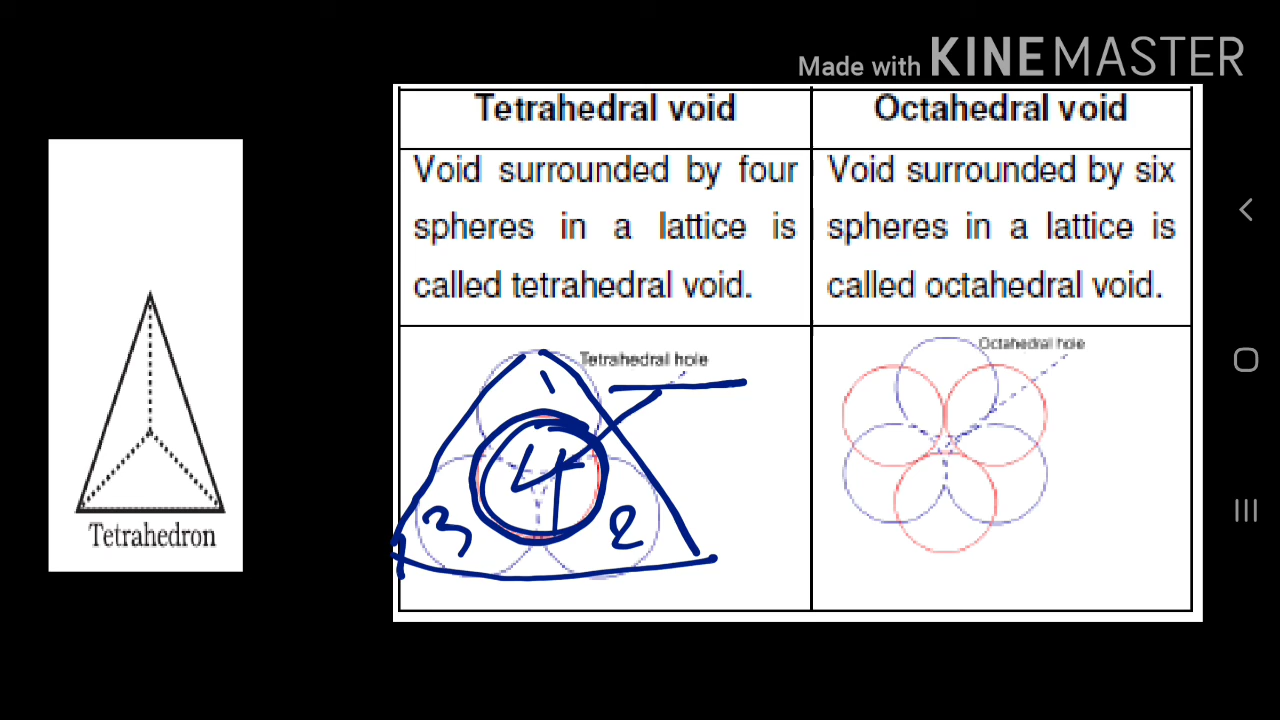 Made with KINEMASTER
Tetrahedral void
Octahedral void
Void surrounded by four
spheres in a lattice is
called tetrahedral void.
Void surrounded by six
spheres in a lattice is
called octahedral void.
Tetrahedral hole
1
4
3
2
Octahedral hole
Tetrahedron